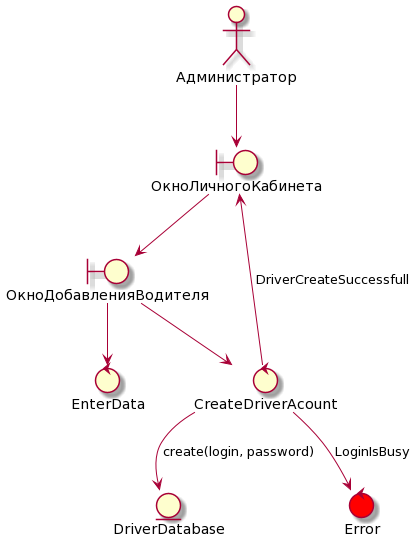 Администратор
ОкноЛичногоКабинета
DriverCreateSuccessfull
ОкноДобавленияВодителя
EnterData
CreateDriverAcount
create(login, password)
LoginIsBusy
DriverDatabase
Error